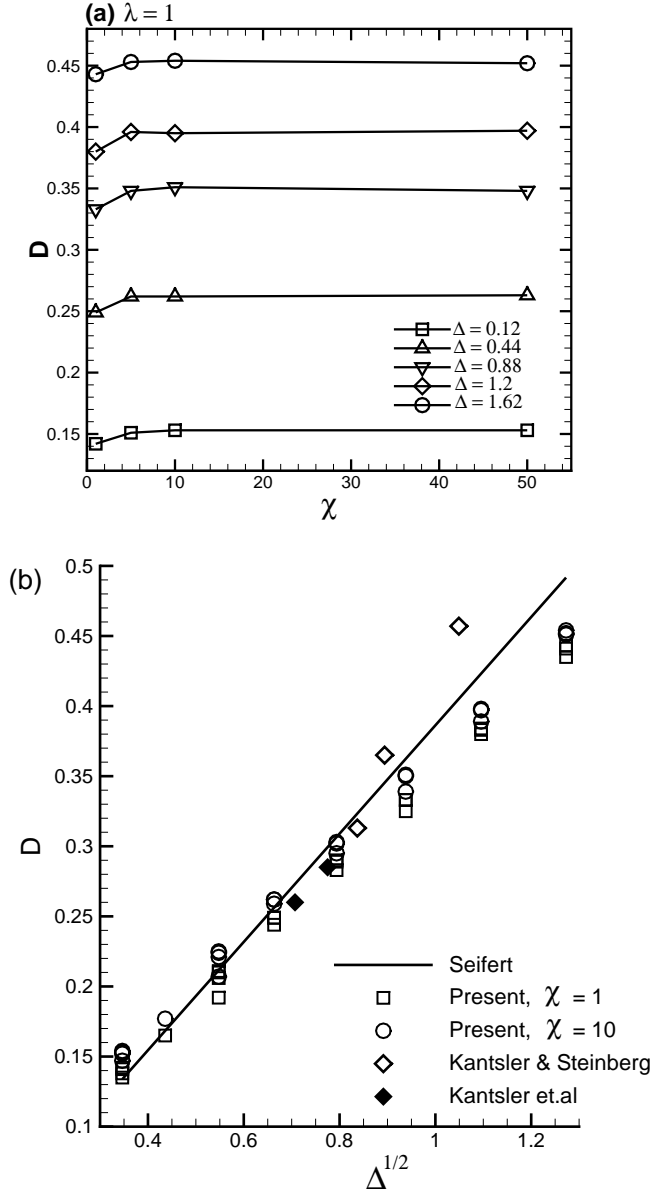 (a) λ = 1
0.45
0.4
0.35
0.3
0.25
0.2
0.15
D
Δ = 0.12
Δ = 0.44
Δ = 0.88
Δ = 1.2
Δ = 1.62
0 10 20 30 40 50
χ
(b)
0.5
0.45
0.4
0.35
0.3
0.25
0.2
0.15
0.1
D
Seifert
Present, χ = 1
Present, χ = 10
Kantsler & Steinberg
Kantsler et.al
0.4 0.6 0.8 1 1.2
Δ^1/2